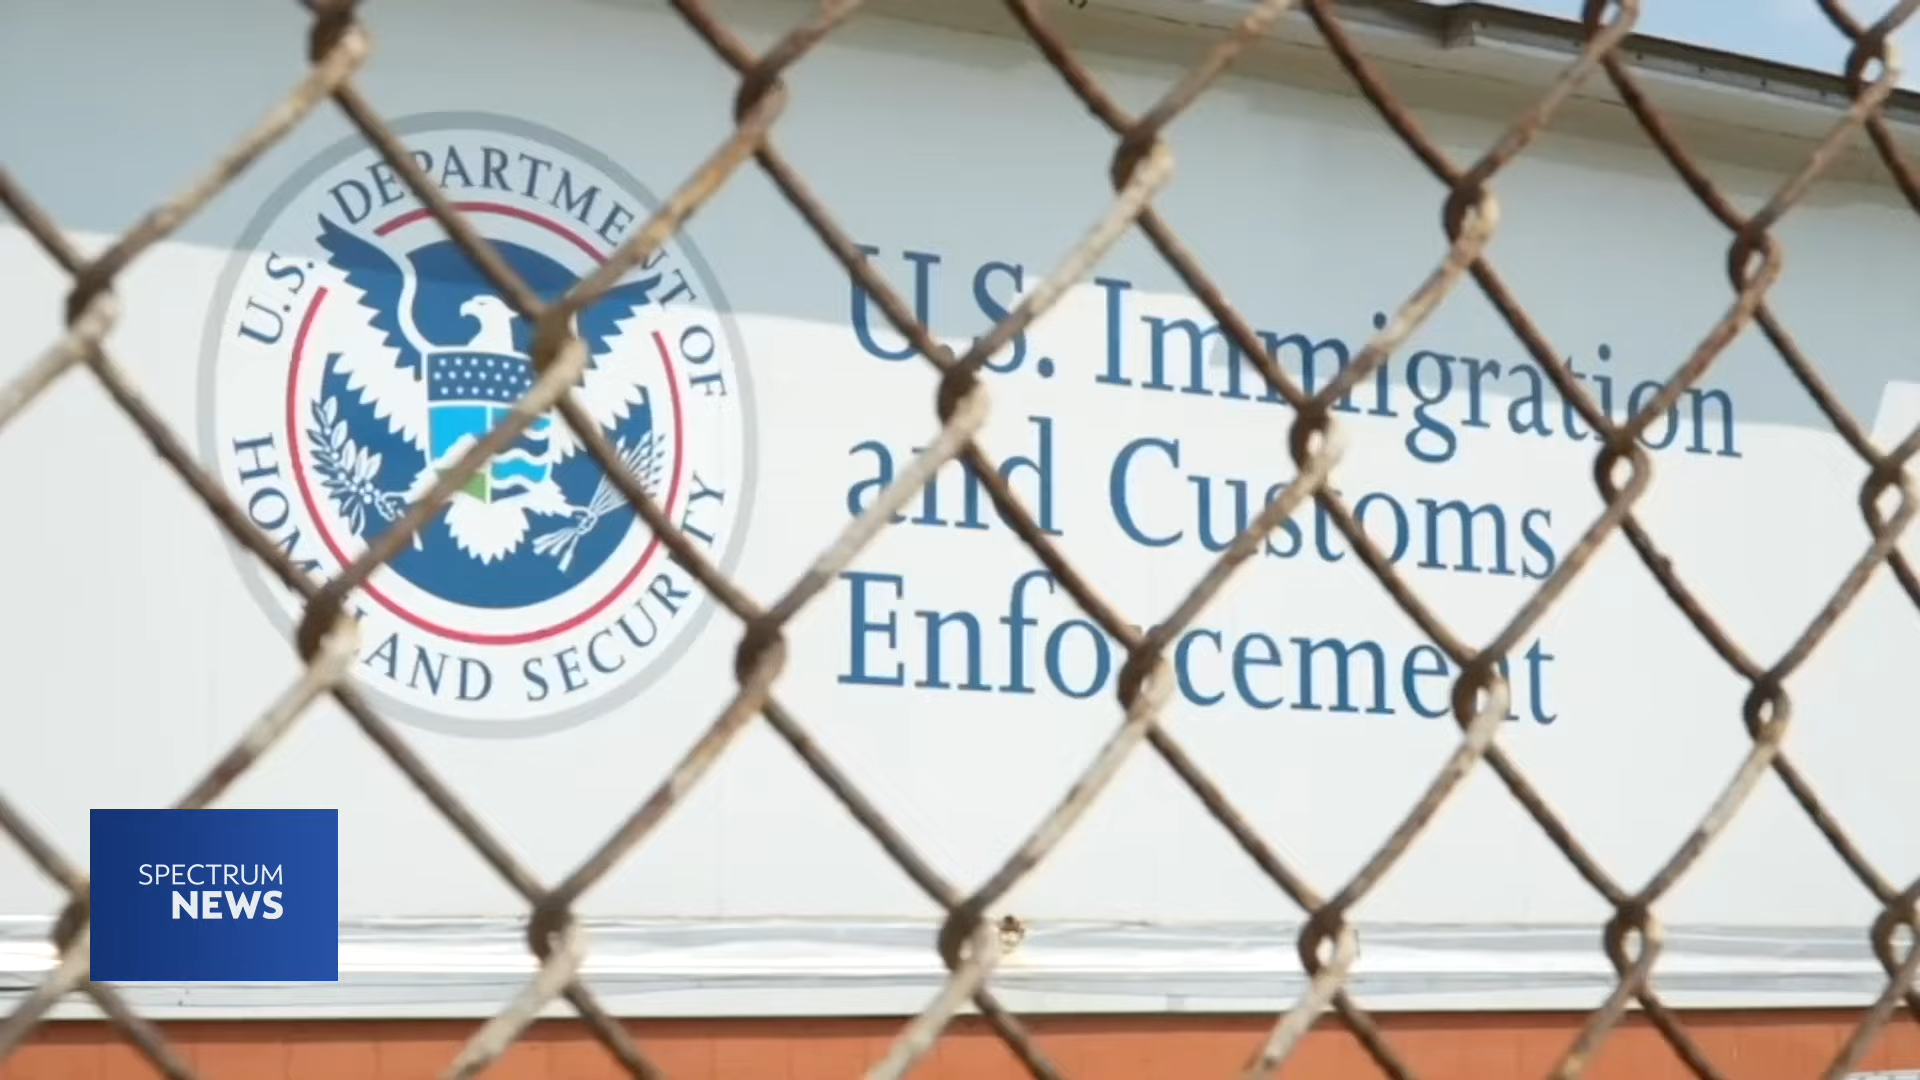 U.S. DEPARTMENT OF
HOMELAND SECURITY
U.S. Immigration
and Customs
Enforcement
SPECTRUM
NEWS